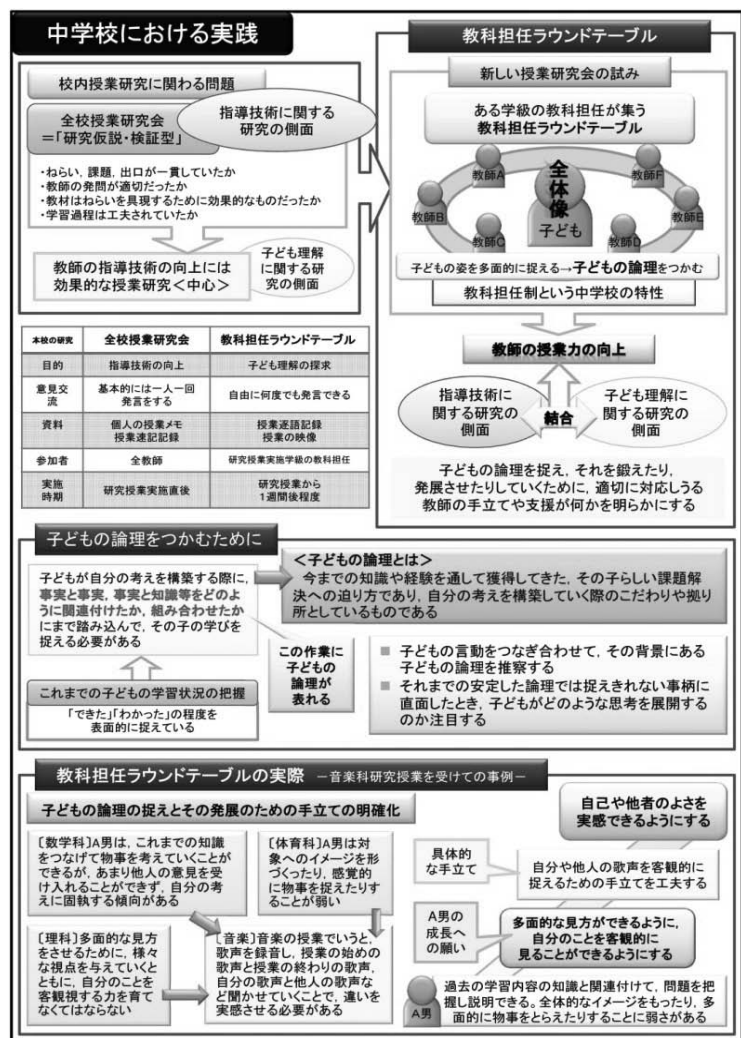 中学校における実践
校内授業研究に関わる問題
全校授業研究会
＝「研究仮説・検証型」
指導技術に関する
研究の側面
・ねらい，課題，出口が一貫していたか
・教師の発問が適切だったか
・教材はねらいを具現するために効果的なものだったか
・学習過程は工夫されていたか
教師の指導技術の向上には
効果的な授業研究＜中心＞
子ども理解
に関する研
究の側面
教科担任ラウンドテーブル
新しい授業研究会の試み
ある学級の教科担任が集う
教科担任ラウンドテーブル
教師A
教師F
教師B
教師E
教師C
教師D
全体像
子ども
子どもの姿を多面的に捉える→子どもの論理をつかむ
教科担任制という中学校の特性
教師の授業力の向上
指導技術に
関する研究の
側面
結合
子ども理解に
関する研究の
側面
子どもの論理を捉え，それを鍛えたり，
発展させたりしていくために，適切に対応しうる
教師の手立てや支援が何かを明らかにする
本校の研究 全校授業研究会 教科担任ラウンドテーブル
目的 指導技術の向上 子ども理解の探求
意見交流 基本的には一人一回発言をする 自由に何度でも発言できる
資料 個人の授業メモ 授業速記記録 授業逐語記録 授業の映像
参加者 全教師 研究授業実施学級の教科担任
実施時期 研究授業実施直後 研究授業から1週間後程度
子どもの論理をつかむために
子どもが自分の考えを構築する際に，
事実と事実，事実と知識等をどのよう
に関連付けたか，組み合わせたか
にまで踏み込んで，その子の学びを
捉える必要がある
これまでの子どもの学習状況の把握
「できた」「わかった」の程度を
表面的に捉えている
この作業に
子どもの
論理が
表れる
＜子どもの論理とは＞
今までの知識や経験を通して獲得してきた，その子らしい課題解
決への迫り方であり，自分の考えを構築していく際のこだわりや拠り
所としているものである
■ 子どもの言動をつなぎ合わせて，その背景にある
子どもの論理を推察する
■ それまでの安定した論理では捉えきれない事柄に
直面したとき，子どもがどのような思考を展開する
のか注目する
教科担任ラウンドテーブルの実際 －音楽科研究授業を受けての事例－
子どもの論理の捉えとその発展のための手立ての明確化
〔数学科〕A男は，これまでの知識
をつなげて物事を考えていくことが
できるが，あまり他人の意見を受
け入れることができず，自分の考え
に固執する傾向がある
〔体育科〕A男は対
象へのイメージを形
づくったり，感覚的
に物事を捉えたりす
ることが弱い
〔理科〕多面的な見方
をさせるために，様々
な視点を与えていくと
ともに，自分のことを
客観視する力を育て
なくてはならない
〔音楽〕音楽の授業でいうと，
歌声を録音し，授業の始めの
歌声と授業の終わりの歌声，
自分の歌声と他人の歌声な
ど聞かせていくことで，違いを
実感させる必要がある
自己や他者のよさを
実感できるようにする
具体的
な手立て
自分や他人の歌声を客観的に
捉えるための手立てを工夫する
A男の
成長へ
の願い
多面的な見方ができるように，
自分のことを客観的に
見ることができるようにする
A男
過去の学習内容の知識と関連付けて，問題を把
握し説明できる。全体的なイメージをもったり，多
面的に物事をとらえたりすることに弱さがある